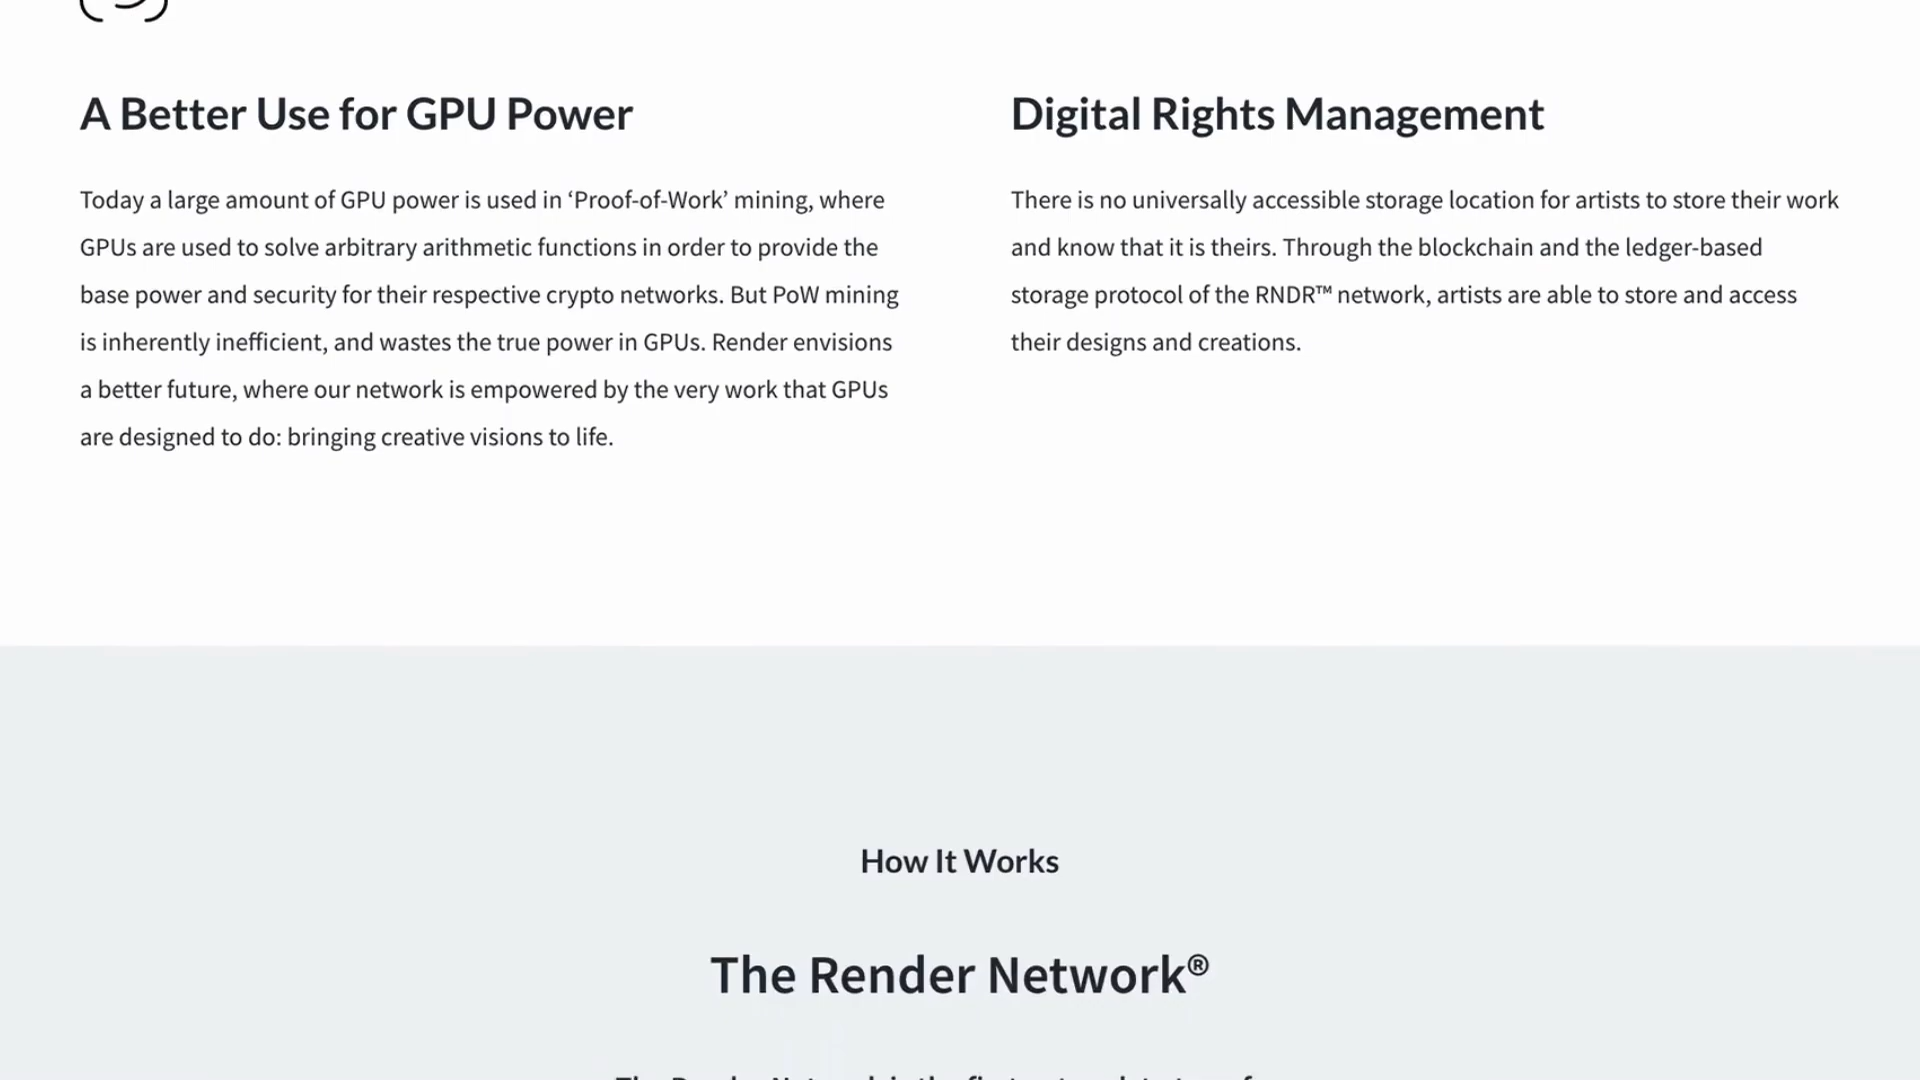 A Better Use for GPU Power
Today a large amount of GPU power is used in ‘Proof-of-Work’ mining, where
GPUs are used to solve arbitrary arithmetic functions in order to provide the
base power and security for their respective crypto networks. But PoW mining
is inherently inefficient, and wastes the true power in GPUs. Render envisions
a better future, where our network is empowered by the very work that GPUs
are designed to do: bringing creative visions to life.
Digital Rights Management
There is no universally accessible storage location for artists to store their work
and know that it is theirs. Through the blockchain and the ledger-based
storage protocol of the RNDR™ network, artists are able to store and access
their designs and creations.
How It Works
The Render Network®